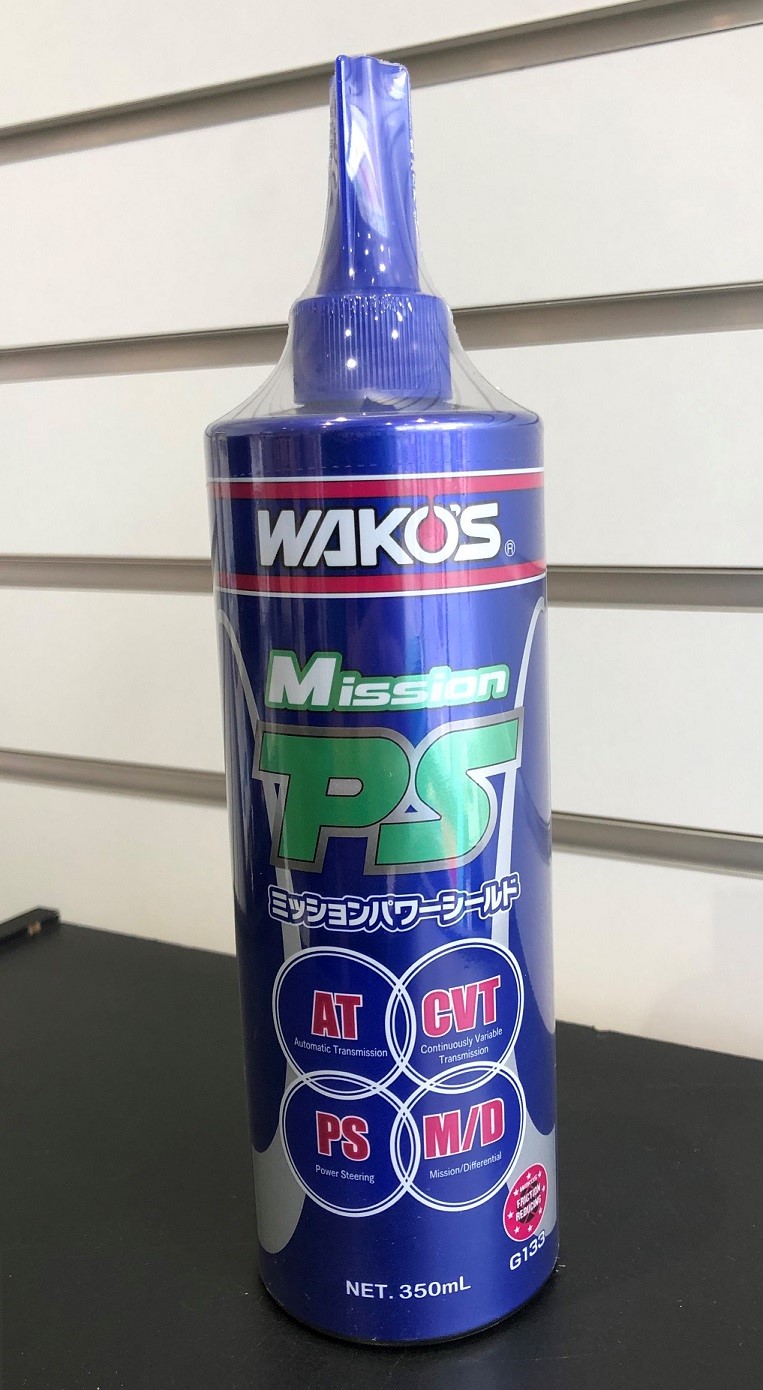 WAKO'S®
Mission
PS
ミッションパワーシールド
AT
Automatic Transmission
CVT
Continuously Variable
Transmission
PS
Power Steering
M/D
Mission/Differential
FRICTION
REDUCING
G133
NET. 350mL